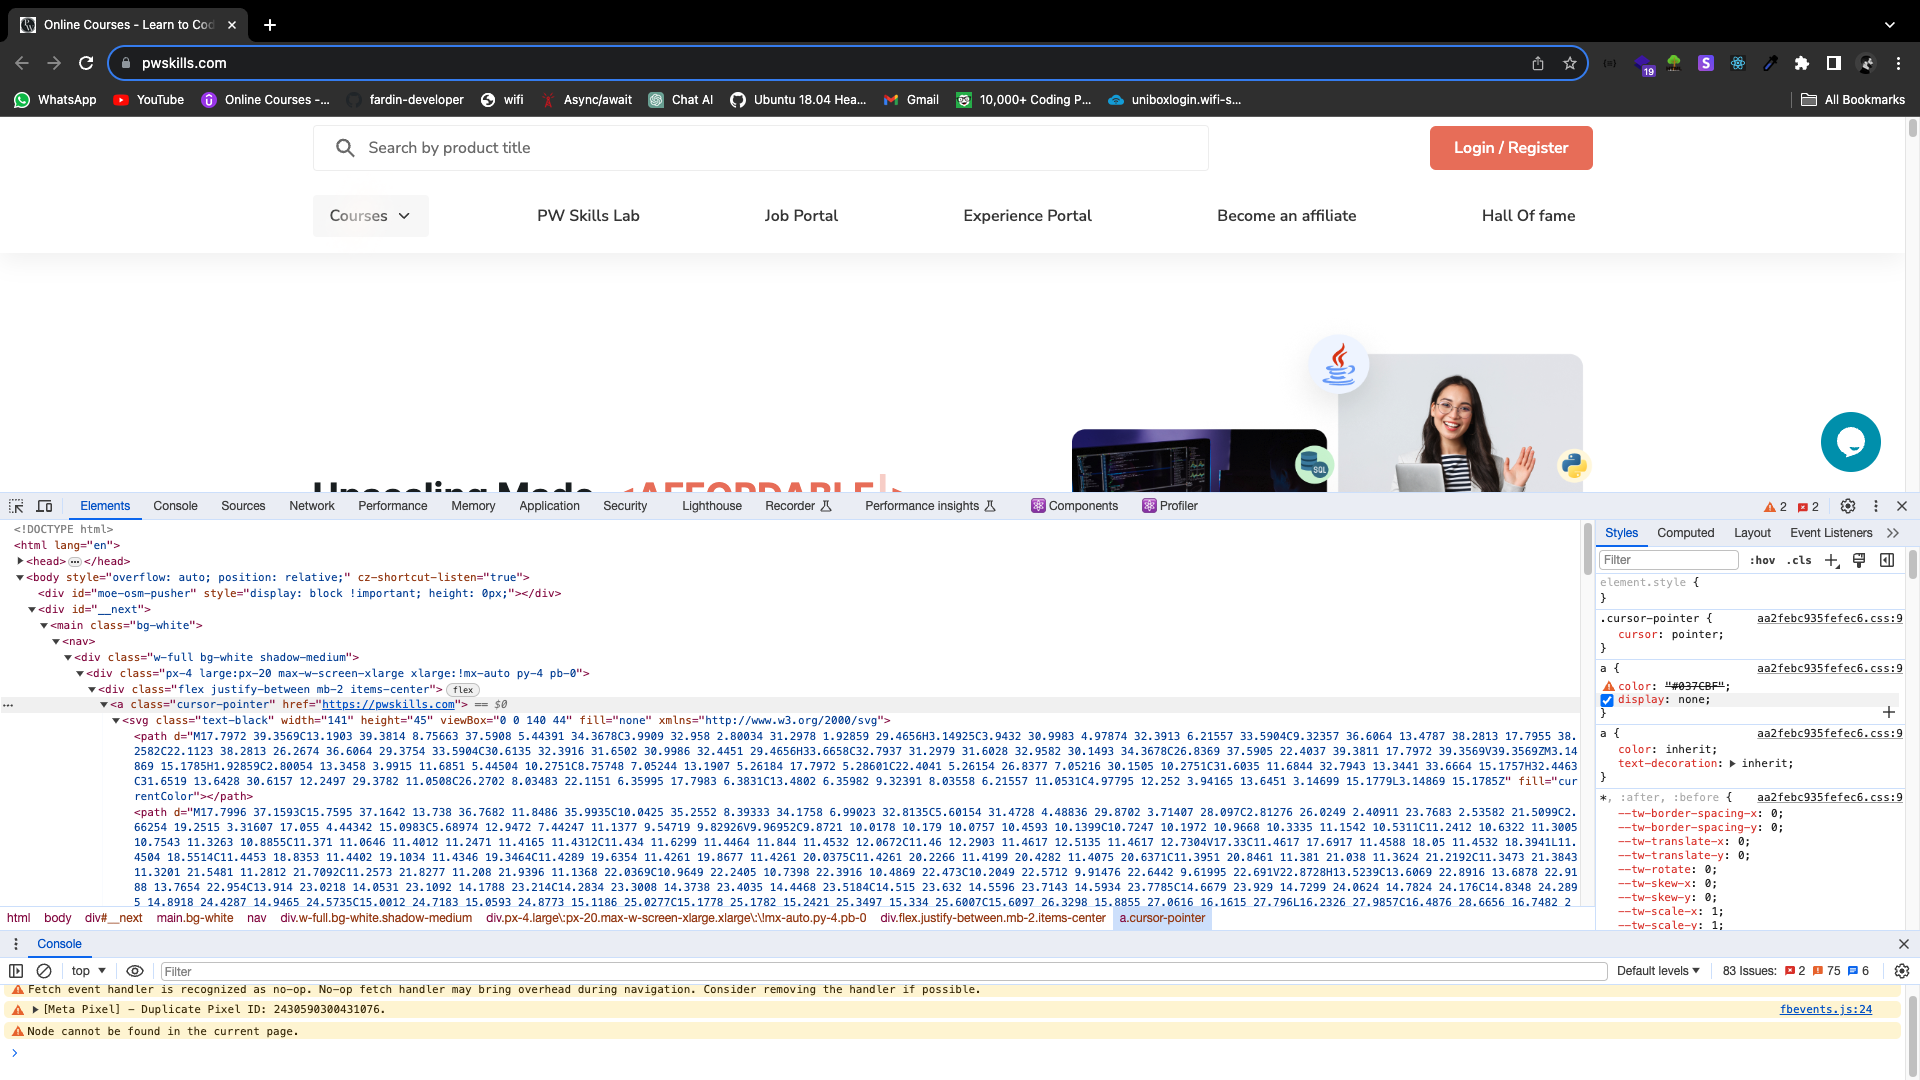 Online Courses - Learn to Cod
pwskills.com
19
WhatsApp
YouTube
Online Courses -...
fardin-developer
wifi
Async/await
Chat AI
Ubuntu 18.04 Hea...
Gmail
10,000+ Coding P...
uniboxlogin.wifi-s...
All Bookmarks
Search by product title
Login / Register
Courses
PW Skills Lab
Job Portal
Experience Portal
Become an affiliate
Hall Of fame
SQL
Upscaling Made <AFFORDABLE|>
Elements
Console
Sources
Network
Performance
Memory
Application
Security
Lighthouse
Recorder
Performance insights
Components
Profiler
2
2
<!DOCTYPE html>
<html lang="en">
<head>…</head>
<body style="overflow: auto; position: relative;" cz-shortcut-listen="true">
<div id="moe-osm-pusher" style="display: block !important; height: 0px;"></div>
<div id="__next">
<main class="bg-white">
<nav>
<div class="w-full bg-white shadow-medium">
<div class="px-4 large:px-20 max-w-screen-xlarge xlarge:!mx-auto py-4 pb-0">
<div class="flex justify-between mb-2 items-center"> flex
… <a class="cursor-pointer" href="https://pwskills.com"> == $0
<svg class="text-black" width="141" height="45" viewBox="0 0 140 44" fill="none" xmlns="http://www.w3.org/2000/svg">
<path d="M17.7972 39.3569C13.1903 39.3814 8.75663 37.5908 5.44391 34.3678C3.9909 32.958 2.80034 31.2978 1.92859 29.4656H3.14925C3.9432 30.9983 4.97874 32.3913 6.21557 33.5904C9.32357 36.6064 13.4787 38.2813 17.7955 38.
2582C22.1123 38.2813 26.2674 36.6064 29.3754 33.5904C30.6135 32.3916 31.6502 30.9986 32.4451 29.4656H33.6658C32.7937 31.2979 31.6028 32.9582 30.1493 34.3678C26.8369 37.5905 22.4037 39.3811 17.7972 39.3569V39.3569ZM3.14
869 15.1785H1.92859C2.80054 13.3458 3.9915 11.6851 5.44504 10.2751C8.75748 7.05244 13.1907 5.26184 17.7972 5.28601C22.4041 5.26154 26.8377 7.05216 30.1505 10.2751C31.6035 11.6844 32.7943 13.3441 33.6664 15.1757H32.4463
C31.6519 13.6428 30.6157 12.2497 29.3782 11.0508C26.2702 8.03483 22.1151 6.35995 17.7983 6.3831C13.4802 6.35982 9.32391 8.03558 6.21557 11.0531C4.97795 12.252 3.94165 13.6451 3.14699 15.1779L3.14869 15.1785Z" fill="cur
rentColor"></path>
<path d="M17.7996 37.1593C15.7595 37.1642 13.738 36.7682 11.8486 35.9935C10.0425 35.2552 8.39333 34.1758 6.99023 32.8135C5.60154 31.4728 4.48836 29.8702 3.71407 28.097C2.81276 26.0249 2.40911 23.7683 2.53582 21.5099C2.
66254 19.2515 3.31607 17.055 4.44342 15.0983C5.68974 12.9472 7.44247 11.1377 9.54719 9.82926V9.96952C9.8721 10.0178 10.179 10.0757 10.4593 10.1399C10.7247 10.1972 10.9668 10.3335 11.1542 10.5311C11.2412 10.6322 11.3005
10.7543 11.3263 10.8855C11.371 11.0646 11.4012 11.2471 11.4165 11.4312C11.434 11.6299 11.4464 11.844 11.4532 12.0672C11.46 12.2903 11.4617 12.5135 11.4617 12.7304V17.33C11.4617 17.6917 11.4588 18.05 11.4532 18.3941L11.
4504 18.5514C11.4453 18.8353 11.4402 19.1034 11.4346 19.3464C11.4289 19.6354 11.4261 19.8677 11.4261 20.0375C11.4261 20.2266 11.4199 20.4282 11.4075 20.6371C11.3951 20.8461 11.381 21.038 11.3624 21.2192C11.3473 21.3843
11.3201 21.5481 11.2812 21.7092C11.2573 21.8277 11.208 21.9396 11.1368 22.0369C10.9649 22.2405 10.7398 22.3916 10.4869 22.473C10.2049 22.5712 9.91476 22.6442 9.61995 22.691V22.8728H13.5239C13.6069 22.8916 13.6878 22.91
88 13.7654 22.954C13.914 23.0218 14.0531 23.1092 14.1788 23.214C14.2834 23.3008 14.3738 23.4035 14.4468 23.5184C14.515 23.632 14.5596 23.7143 14.5934 23.7785C14.6679 23.929 14.7299 24.0624 14.7824 24.176C14.8348 24.289
5 14.8918 24.4287 14.9465 24.5735C15.0012 24.7183 15.0593 24.8773 15.1186 25.0277C15.1778 25.1782 15.2421 25.3497 15.334 25.6007C15.6097 26.3298 15.8855 27.0616 16.1615 27.796L16.2326 27.9857C16.4876 28.6656 16.7482 2
html
body
div#__next
main.bg-white
nav
div.w-full.bg-white.shadow-medium
div.px-4.large\:px-20.max-w-screen-xlarge.xlarge\:\!mx-auto.py-4.pb-0
div.flex.justify-between.mb-2.items-center
a.cursor-pointer
Styles
Computed
Layout
Event Listeners
Filter
:hov
.cls
element.style {
}
.cursor-pointer { aa2febc935fefec6.css:9
cursor: pointer;
}
a { aa2febc935fefec6.css:9
color: "#037CBF";
display: none;
}
a { aa2febc935fefec6.css:9
color: inherit;
text-decoration: inherit;
}
*, :after, :before { aa2febc935fefec6.css:9
--tw-border-spacing-x: 0;
--tw-border-spacing-y: 0;
--tw-translate-x: 0;
--tw-translate-y: 0;
--tw-rotate: 0;
--tw-skew-x: 0;
--tw-skew-y: 0;
--tw-scale-x: 1;
--tw-scale-y: 1;
Console
top
Filter
Default levels
83 Issues: 2 75 6
Fetch event handler is recognized as no-op. No-op fetch handler may bring overhead during navigation. Consider removing the handler if possible.
[Meta Pixel] – Duplicate Pixel ID: 2430590300431076.
fbevents.js:24
Node cannot be found in the current page.